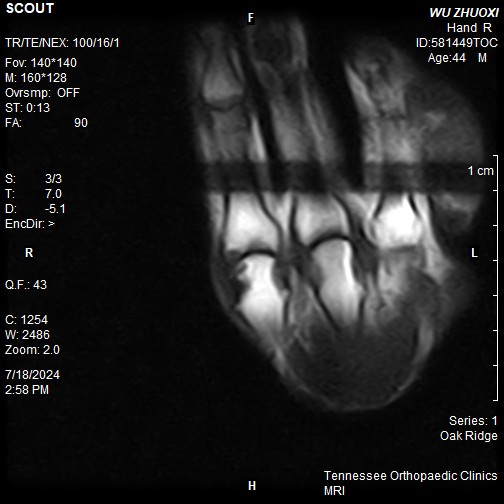 SCOUT
F
WU ZHUOXI
Hand R
ID:581449TOC
Age:44 M
TR/TE/NEX: 100/16/1
Fov: 140*140
M: 160*128
Ovrsmp: OFF
ST: 0:13
FA: 90
1 cm
S: 3/3
T: 7.0
D: -5.1
EncDir: >
R
L
Q.F.: 43
C: 1254
W: 2486
Zoom: 2.0
7/18/2024
2:58 PM
Series: 1
Oak Ridge
H
Tennessee Orthopaedic Clinics
MRI